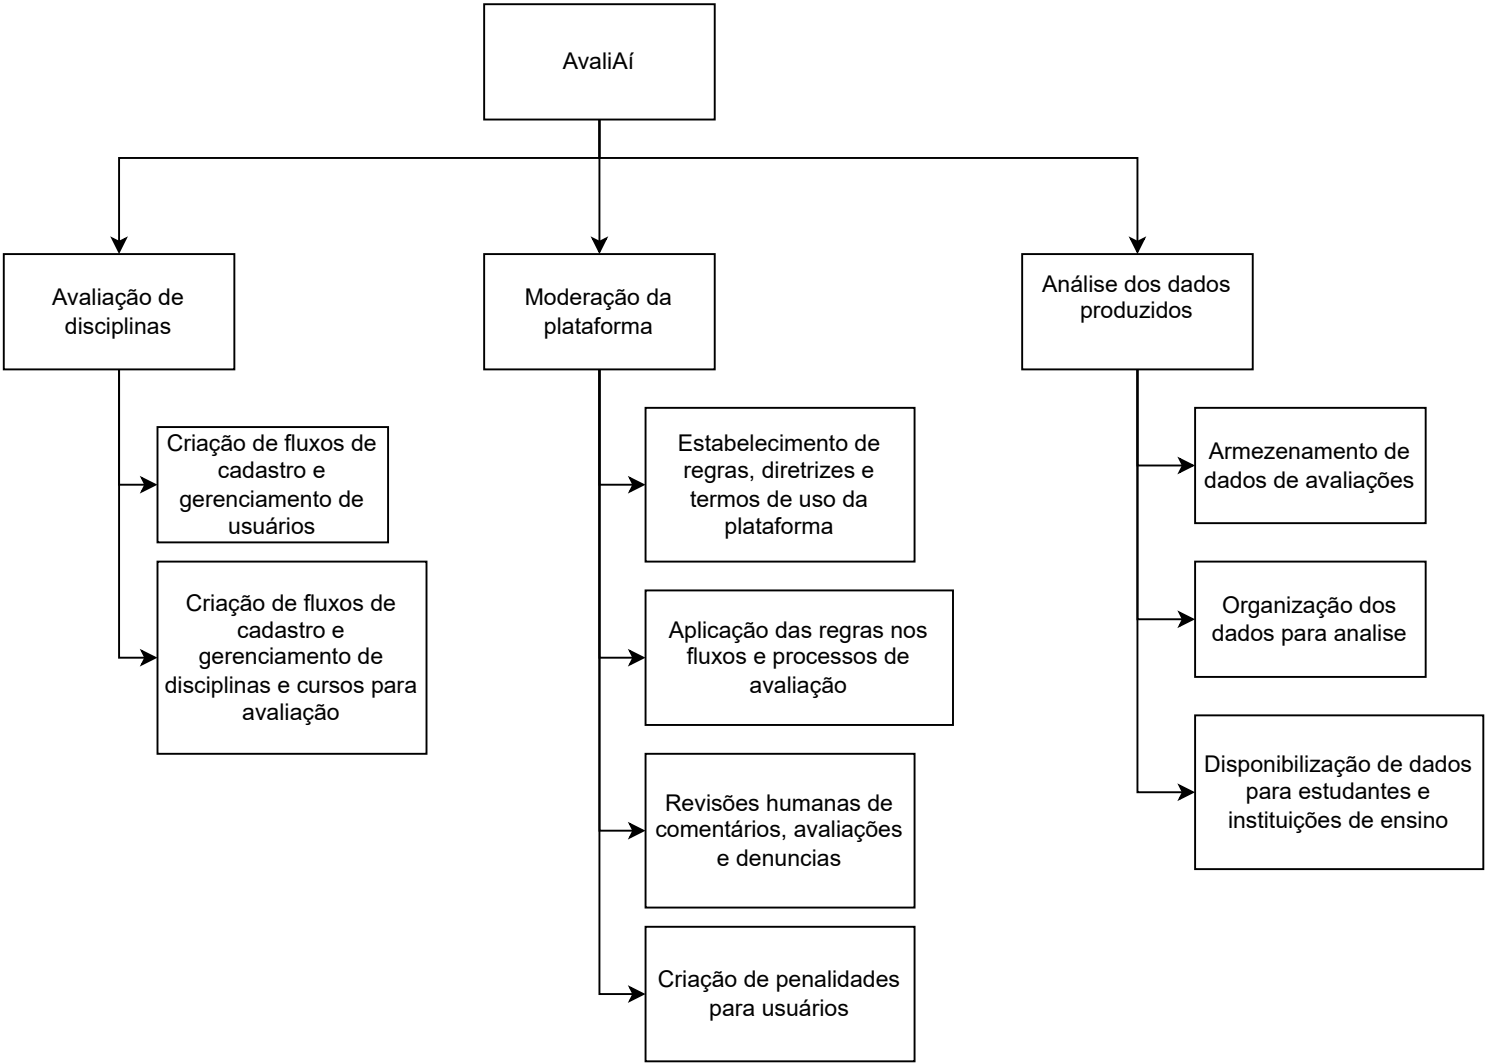 AvaliAí
Avaliação de
disciplinas
Criação de fluxos de
cadastro e
gerenciamento de
usuários
Criação de fluxos de
cadastro e
gerenciamento de
disciplinas e cursos para
avaliação
Moderação da
plataforma
Estabelecimento de
regras, diretrizes e
termos de uso da
plataforma
Aplicação das regras nos
fluxos e processos de
avaliação
Revisões humanas de
comentários, avaliações
e denuncias
Criação de penalidades
para usuários
Análise dos dados
produzidos
Armezenamento de
dados de avaliações
Organização dos
dados para analise
Disponibilização de dados
para estudantes e
instituições de ensino